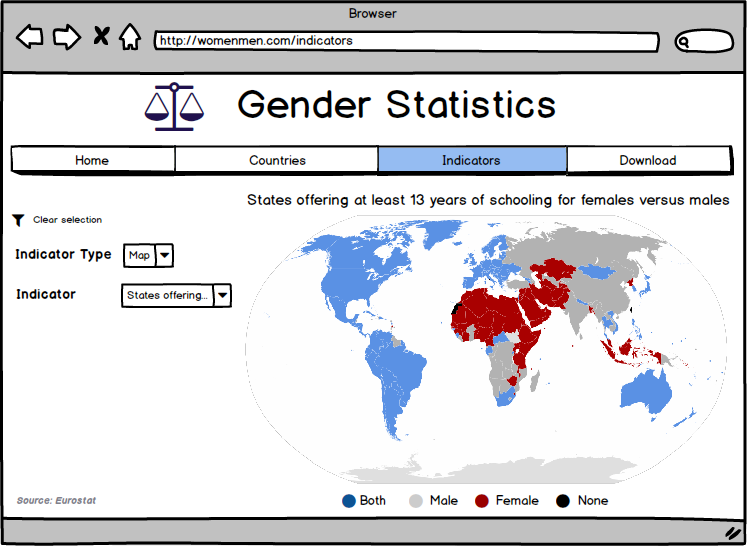 Browser
http://womenmen.com/indicators
Gender Statistics
Home
Countries
Indicators
Download
States offering at least 13 years of schooling for females versus males
Clear selection
Indicator Type
Map
Indicator
States offering...
Source: Eurostat
Both
Male
Female
None